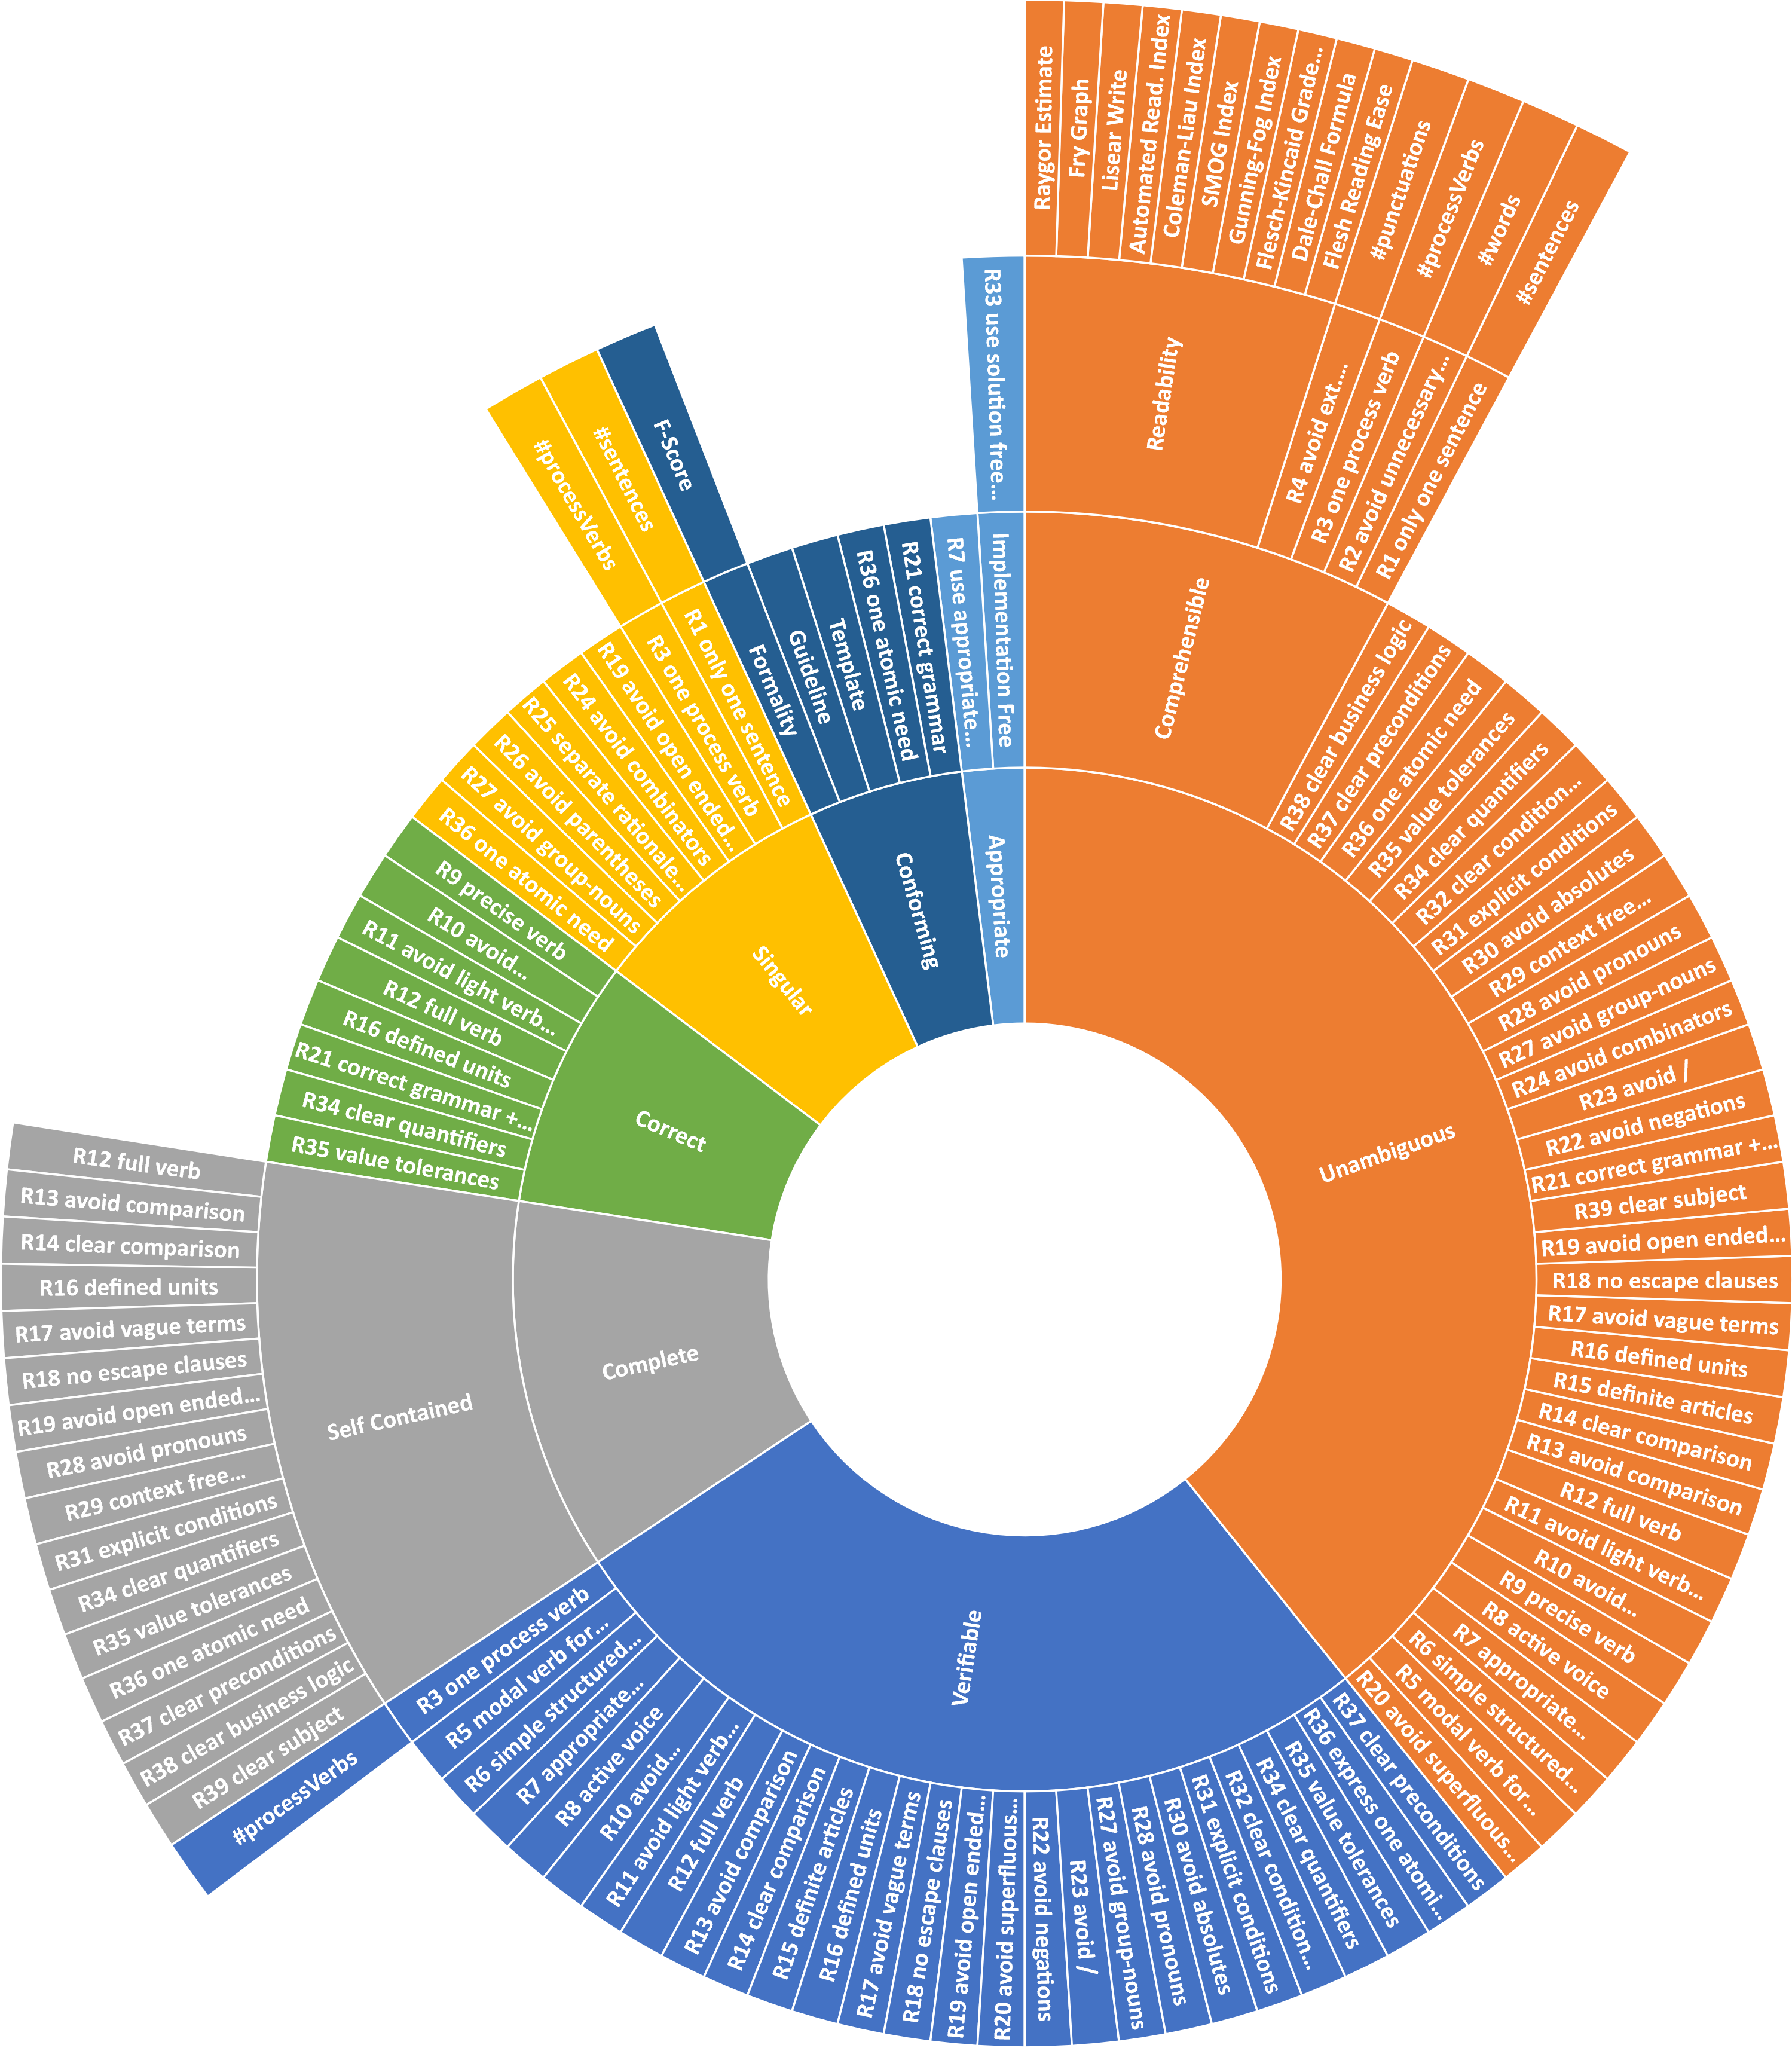 Raygor Estimate
Fry Graph
Lisear Write
Automated Read. Index
Coleman-Liau Index
SMOG Index
Gunning-Fog Index
Flesch-Kincaid Grade...
Dale-Chall Formula
Flesh Reading Ease
#punctuations
#processVerbs
#words
#sentences
Readability
R4 avoid ext....
R3 one process verb
R2 avoid unnecessary...
R1 only one sentence
Comprehensible
R38 clear business logic
R37 clear preconditions
R36 one atomic need
R35 value tolerances
R34 clear quantifiers
R32 clear condition...
R31 explicit conditions
R30 avoid absolutes
R29 context free...
R28 avoid pronouns
R27 avoid group-nouns
R24 avoid combinators
R23 avoid /
R22 avoid negations
R21 correct grammar +...
R39 clear subject
R19 avoid open ended...
R18 no escape clauses
R17 avoid vague terms
R16 defined units
R15 definite articles
R14 clear comparison
R13 avoid comparison
R12 full verb
R11 avoid light verb...
R10 avoid...
R9 precise verb
R8 active voice
R7 appropriate...
R6 simple structured...
R5 modal verb for...
R20 avoid superfluous...
Unambiguous
R37 clear preconditions
R36 express one atomi...
R35 value tolerances
R34 clear quantifiers
R32 clear condition...
R31 explicit conditions
R30 avoid absolutes
R28 avoid pronouns
R27 avoid group-nouns
R23 avoid /
R22 avoid negations
R20 avoid superfluous...
R19 avoid open ended...
R18 no escape clauses
R17 avoid vague terms
R16 defined units
R15 definite articles
R14 clear comparison
R13 avoid comparison
R12 full verb
R11 avoid light verb...
R10 avoid...
R8 active voice
R7 appropriate...
R6 simple structured...
R5 modal verb for...
R3 one process verb
#processVerbs
Verifiable
R39 clear subject
R38 clear business logic
R37 clear preconditions
R36 one atomic need
R35 value tolerances
R34 clear quantifiers
R31 explicit conditions
R29 context free...
R28 avoid pronouns
R19 avoid open ended...
R18 no escape clauses
R17 avoid vague terms
R16 defined units
R14 clear comparison
R13 avoid comparison
R12 full verb
Self Contained
Complete
R35 value tolerances
R34 clear quantifiers
R21 correct grammar +...
R16 defined units
R12 full verb
R11 avoid light verb...
R10 avoid...
R9 precise verb
Correct
R36 one atomic need
R27 avoid group-nouns
R26 avoid parentheses
R25 separate rationale...
R24 avoid combinators
R19 avoid open ended...
R3 one process verb
R1 only one sentence
#processVerbs
#sentences
Singular
F-Score
Formality
Guideline
Template
R36 one atomic need
R21 correct grammar
Conforming
R7 use appropriate...
Implementation Free
R33 use solution free...
Appropriate